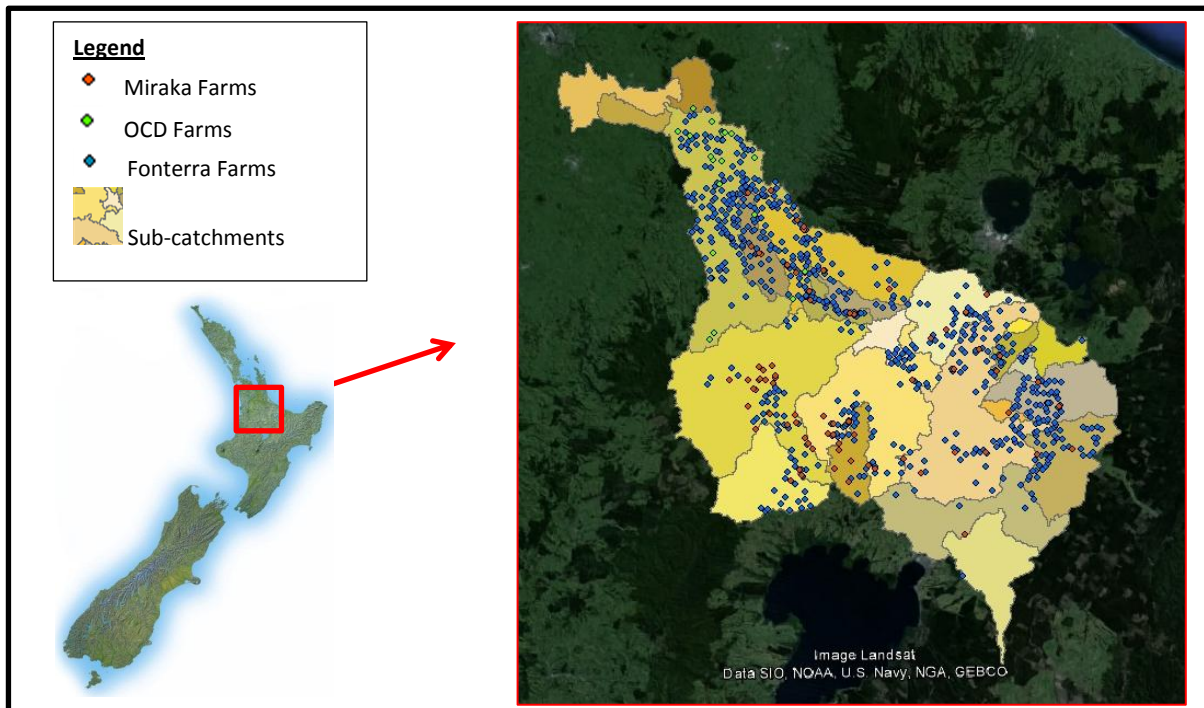 Legend
Miraka Farms
OCD Farms
Fonterra Farms
Sub-catchments
Image Landsat
Data SIO, NOAA, U.S. Navy, NGA, GEBCO